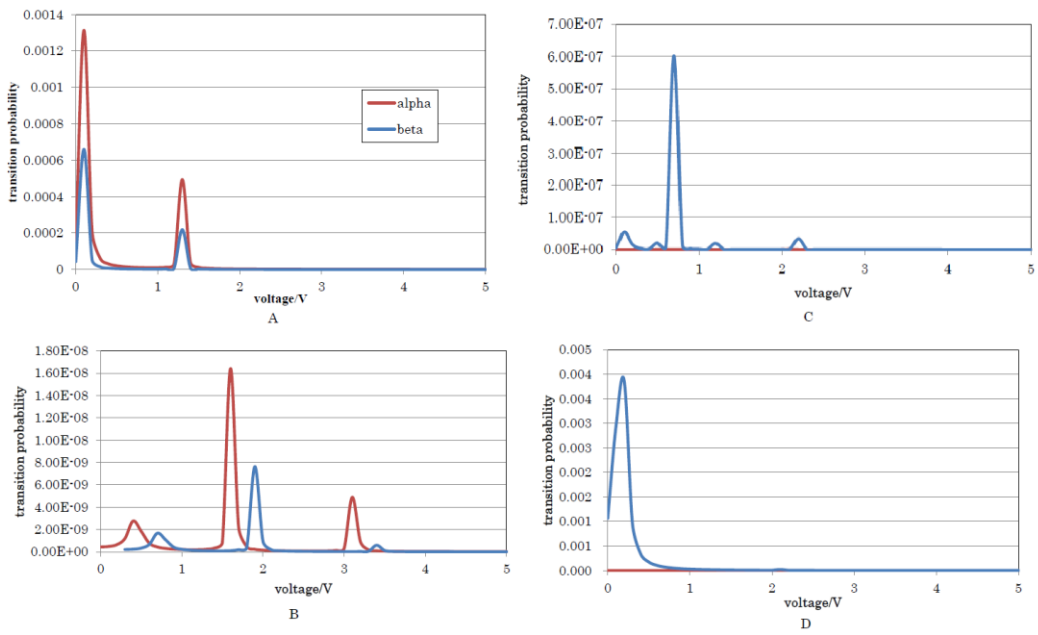 transition probability
0.0014
0.0012
0.001
0.0008
0.0006
0.0004
0.0002
0
alpha
beta
0 1 2 3 4 5
voltage/V
A
transition probability
7.00E-07
6.00E-07
5.00E-07
4.00E-07
3.00E-07
2.00E-07
1.00E-07
0.00E+00
0 1 2 3 4 5
voltage/V
C
transition probability
1.80E-08
1.60E-08
1.40E-08
1.20E-08
1.00E-08
8.00E-09
6.00E-09
4.00E-09
2.00E-09
0.00E+00
0 1 2 3 4 5
voltage/V
B
transition probability
0.005
0.004
0.004
0.003
0.003
0.002
0.002
0.001
0.001
0.000
0 1 2 3 4 5
voltage/V
D